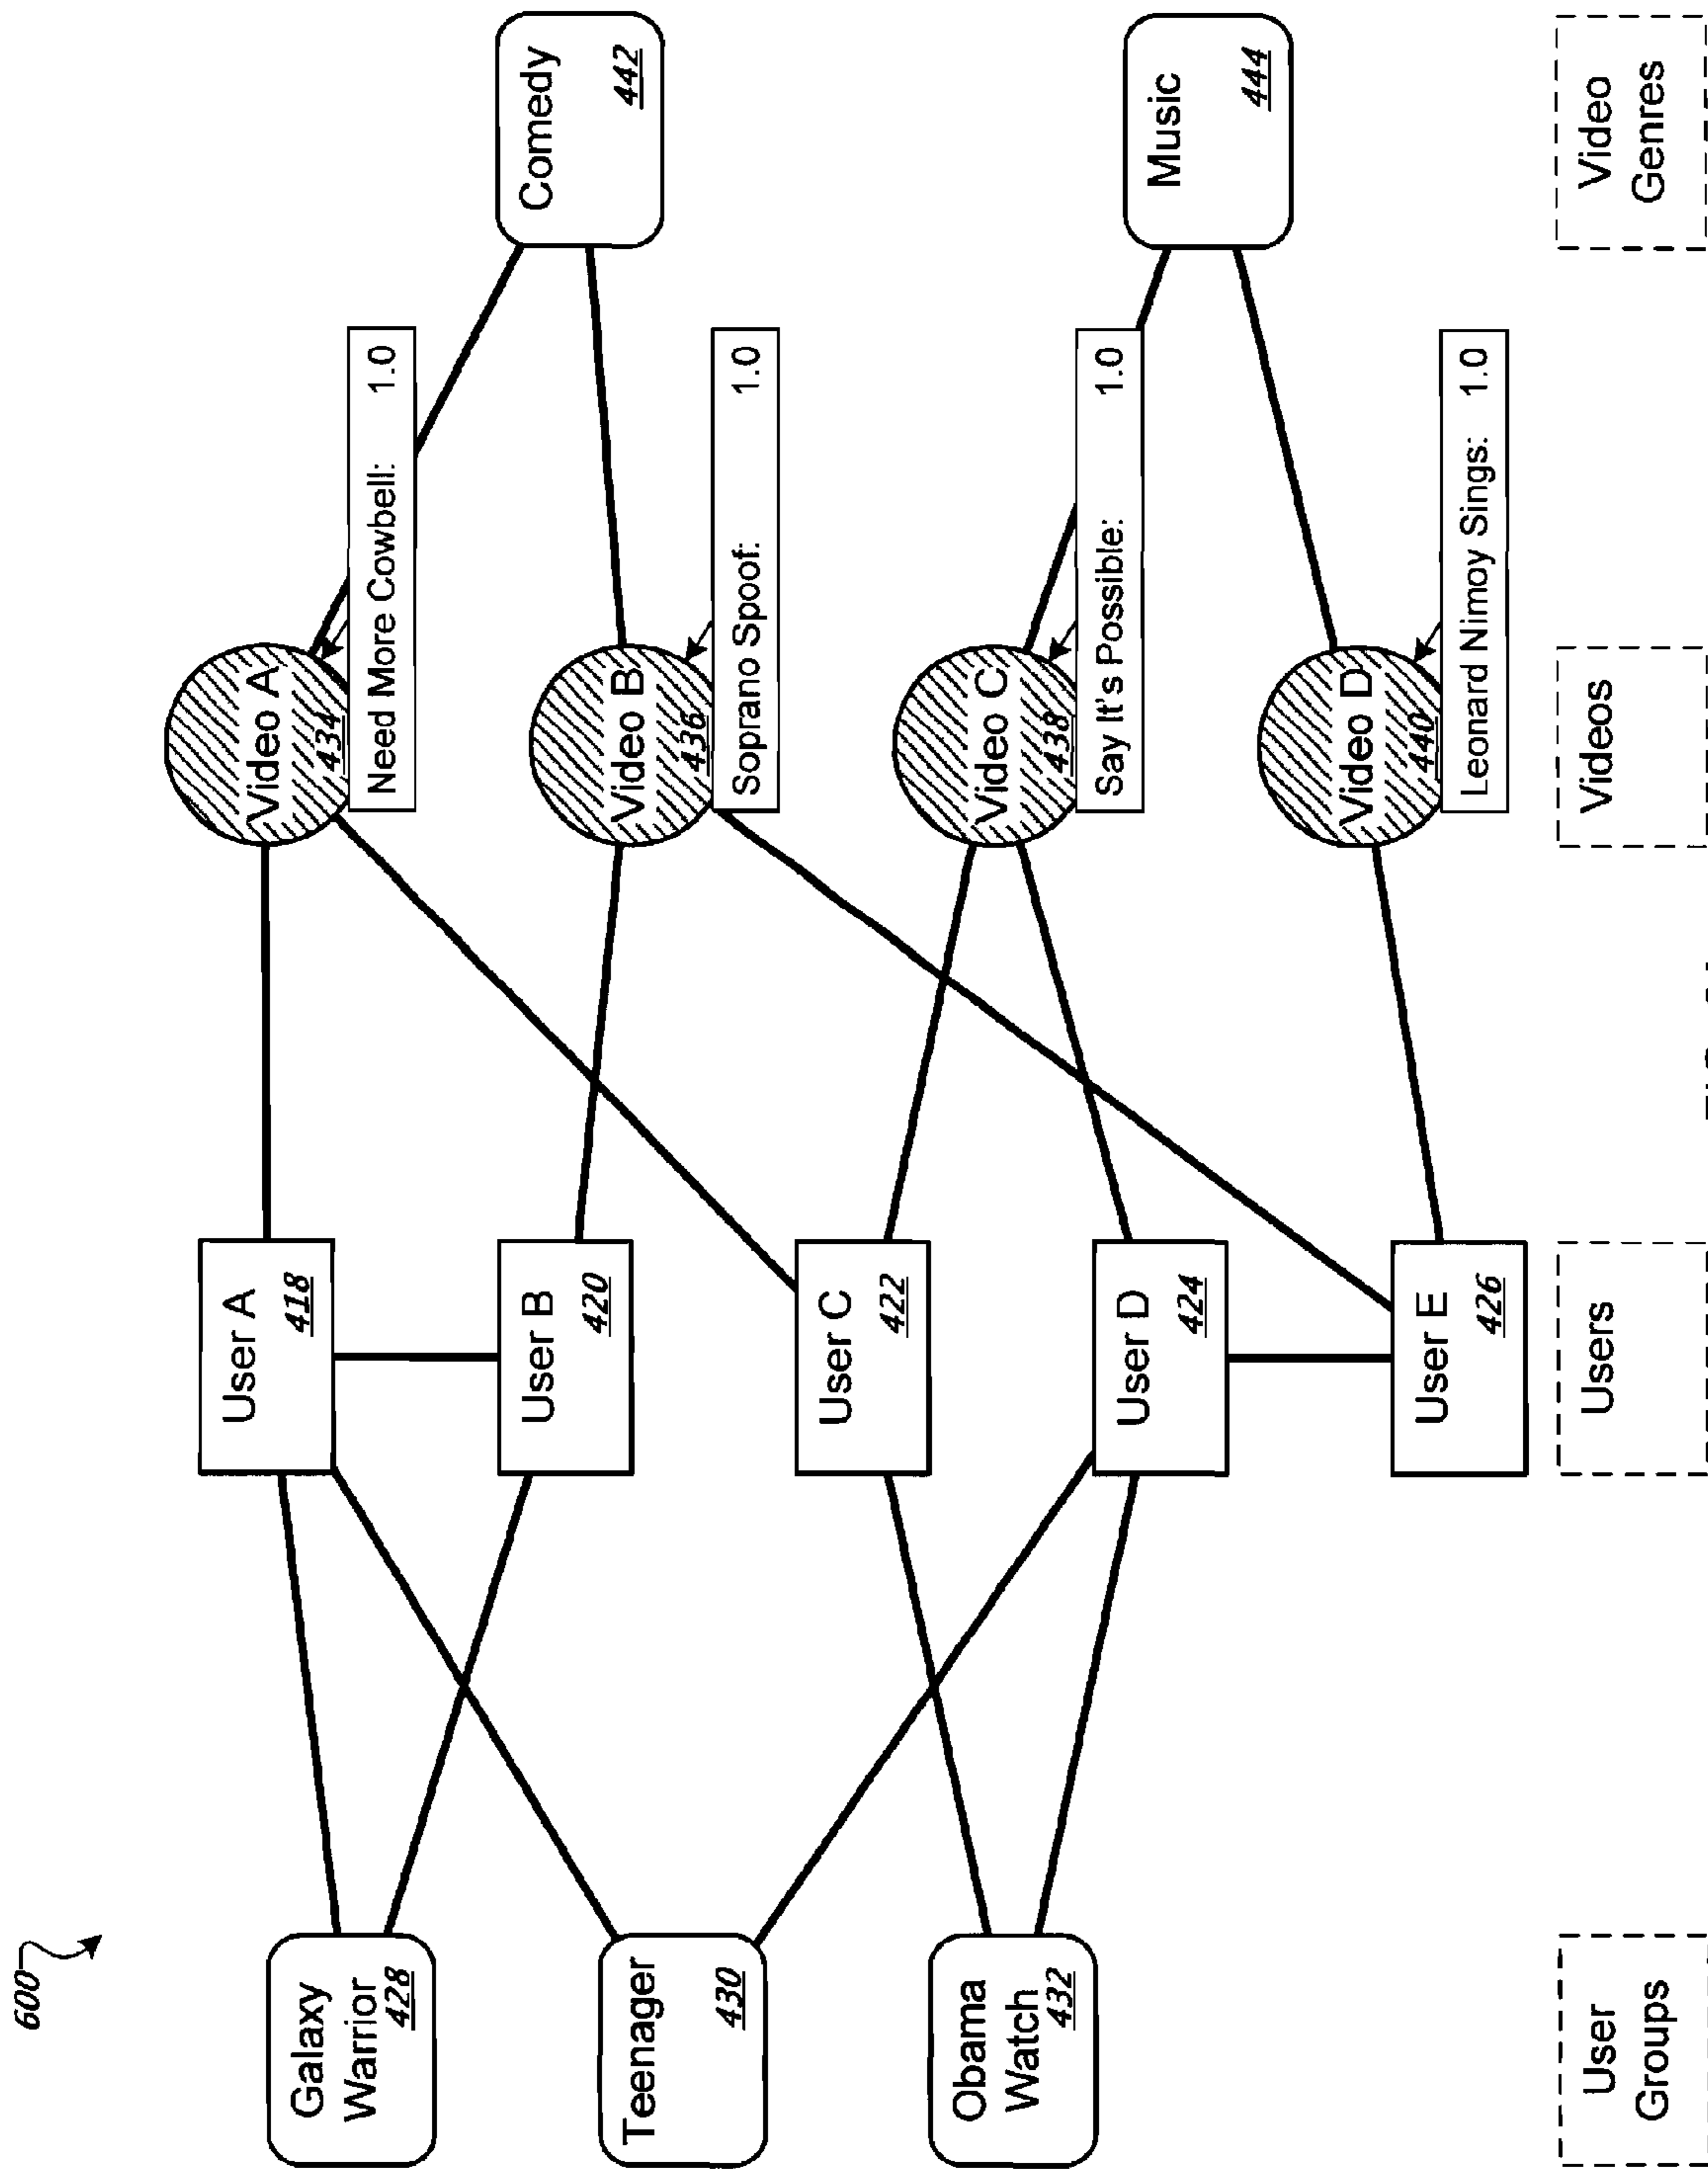 600
Galaxy
Warrior
428
Teenager
430
Obama
Watch
432
User
Groups
User A
418
User B
420
User C
422
User D
424
User E
426
Users
Video A
434
Need More Cowbell: 1.0
Video B
436
Soprano Spoof: 1.0
Video C
438
Say It's Possible: 1.0
Video D
440
Leonard Nimoy Sings: 1.0
Videos
Comedy
442
Music
444
Video
Genres